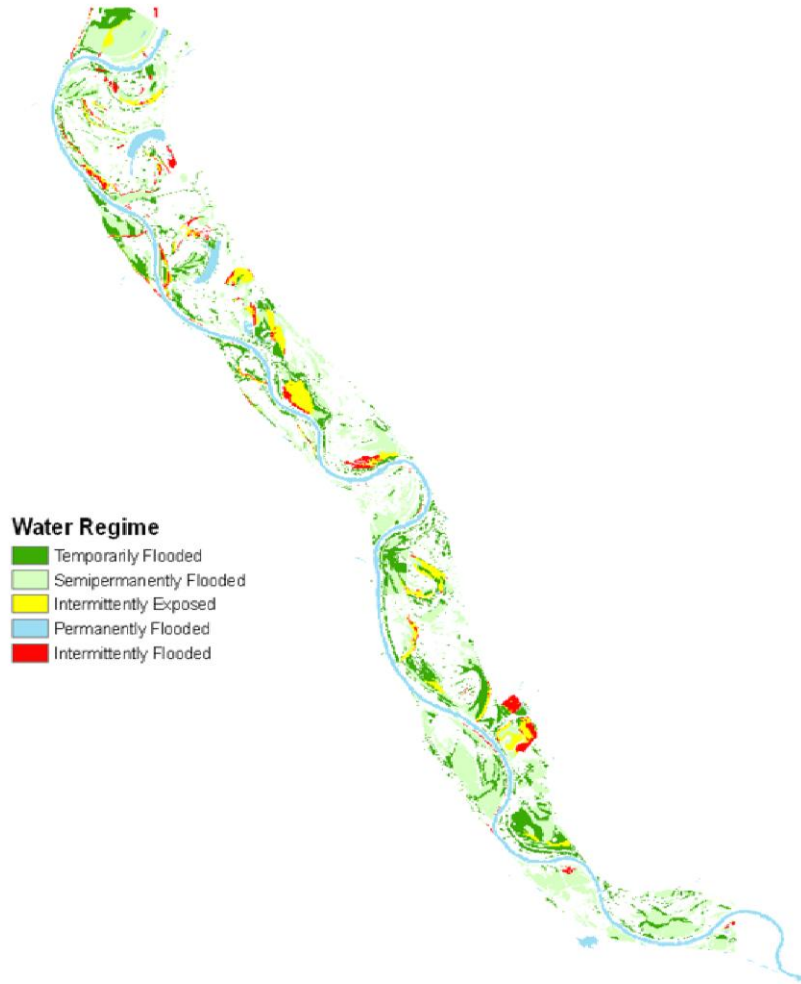 Water Regime
Temporarily Flooded
Semipermanently Flooded
Intermittently Exposed
Permanently Flooded
Intermittently Flooded